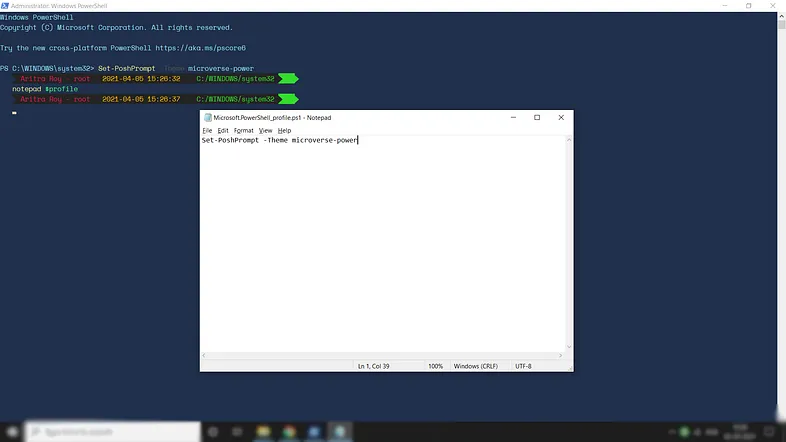 Administrator: Windows PowerShell
Windows PowerShell
Copyright (C) Microsoft Corporation. All rights reserved.
Try the new cross-platform PowerShell https://aka.ms/pscore6
PS C:\WINDOWS\system32> Set-PoshPrompt -Theme microverse-power
Aritra Roy - root 2021-04-05 15:26:32 C:/WINDOWS/system32
notepad $profile
Aritra Roy - root 2021-04-05 15:26:37 C:/WINDOWS/system32
Microsoft.PowerShell_profile.ps1 - Notepad
File Edit Format View Help
Set-PoshPrompt -Theme microverse-power
Ln 1, Col 39 100% Windows (CRLF) UTF-8
Type here to search